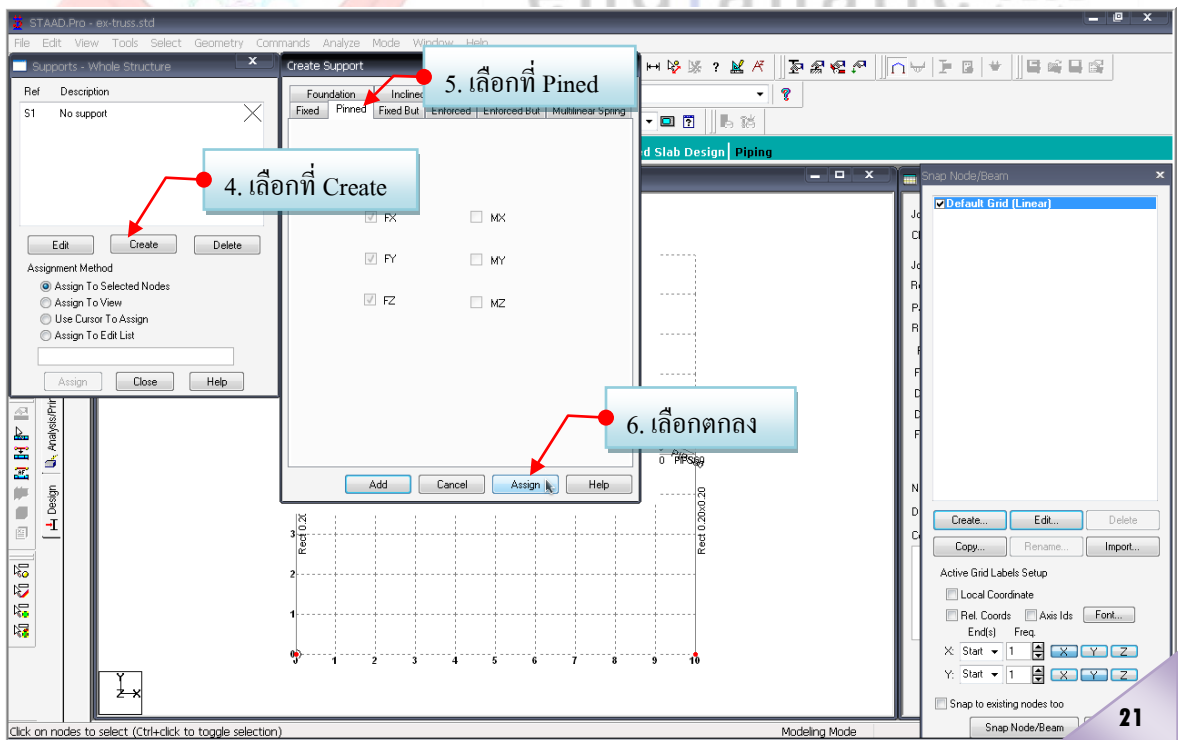 STAAD.Pro - ex-truss.std
File Edit View Tools Select Geometry Commands Analyze Mode Window Help
Supports - Whole Structure
Ref Description
S1 No support
Edit Create Delete
Assignment Method
Assign To Selected Nodes
Assign To View
Use Cursor To Assign
Assign To Edit List
Assign Close Help
4. เลือกที่ Create
Create Support
Foundation Inclined
Fixed Pinned Fixed But Enforced Enforced But Multilinear Spring
5. เลือกที่ Pined
FX MX
FY MY
FZ MZ
6. เลือกตกลง
Add Cancel Assign Help
d Slab Design Piping
Analysis/Prin
Design
Rect 0.2
Rect 0.20x0.20
3
2
1
0 1 2 3 4 5 6 7 8 9 10
Y
Z X
Snap Node/Beam
Default Grid (Linear)
Create... Edit... Delete
Copy... Rename... Import...
Active Grid Labels Setup
Local Coordinate
Rel. Coords Axis Ids Font...
End(s) Freq.
X: Start 1 X Y Z
Y: Start 1 X Y Z
Snap to existing nodes too
Snap Node/Beam
21
Click on nodes to select (Ctrl+click to toggle selection)
Modeling Mode